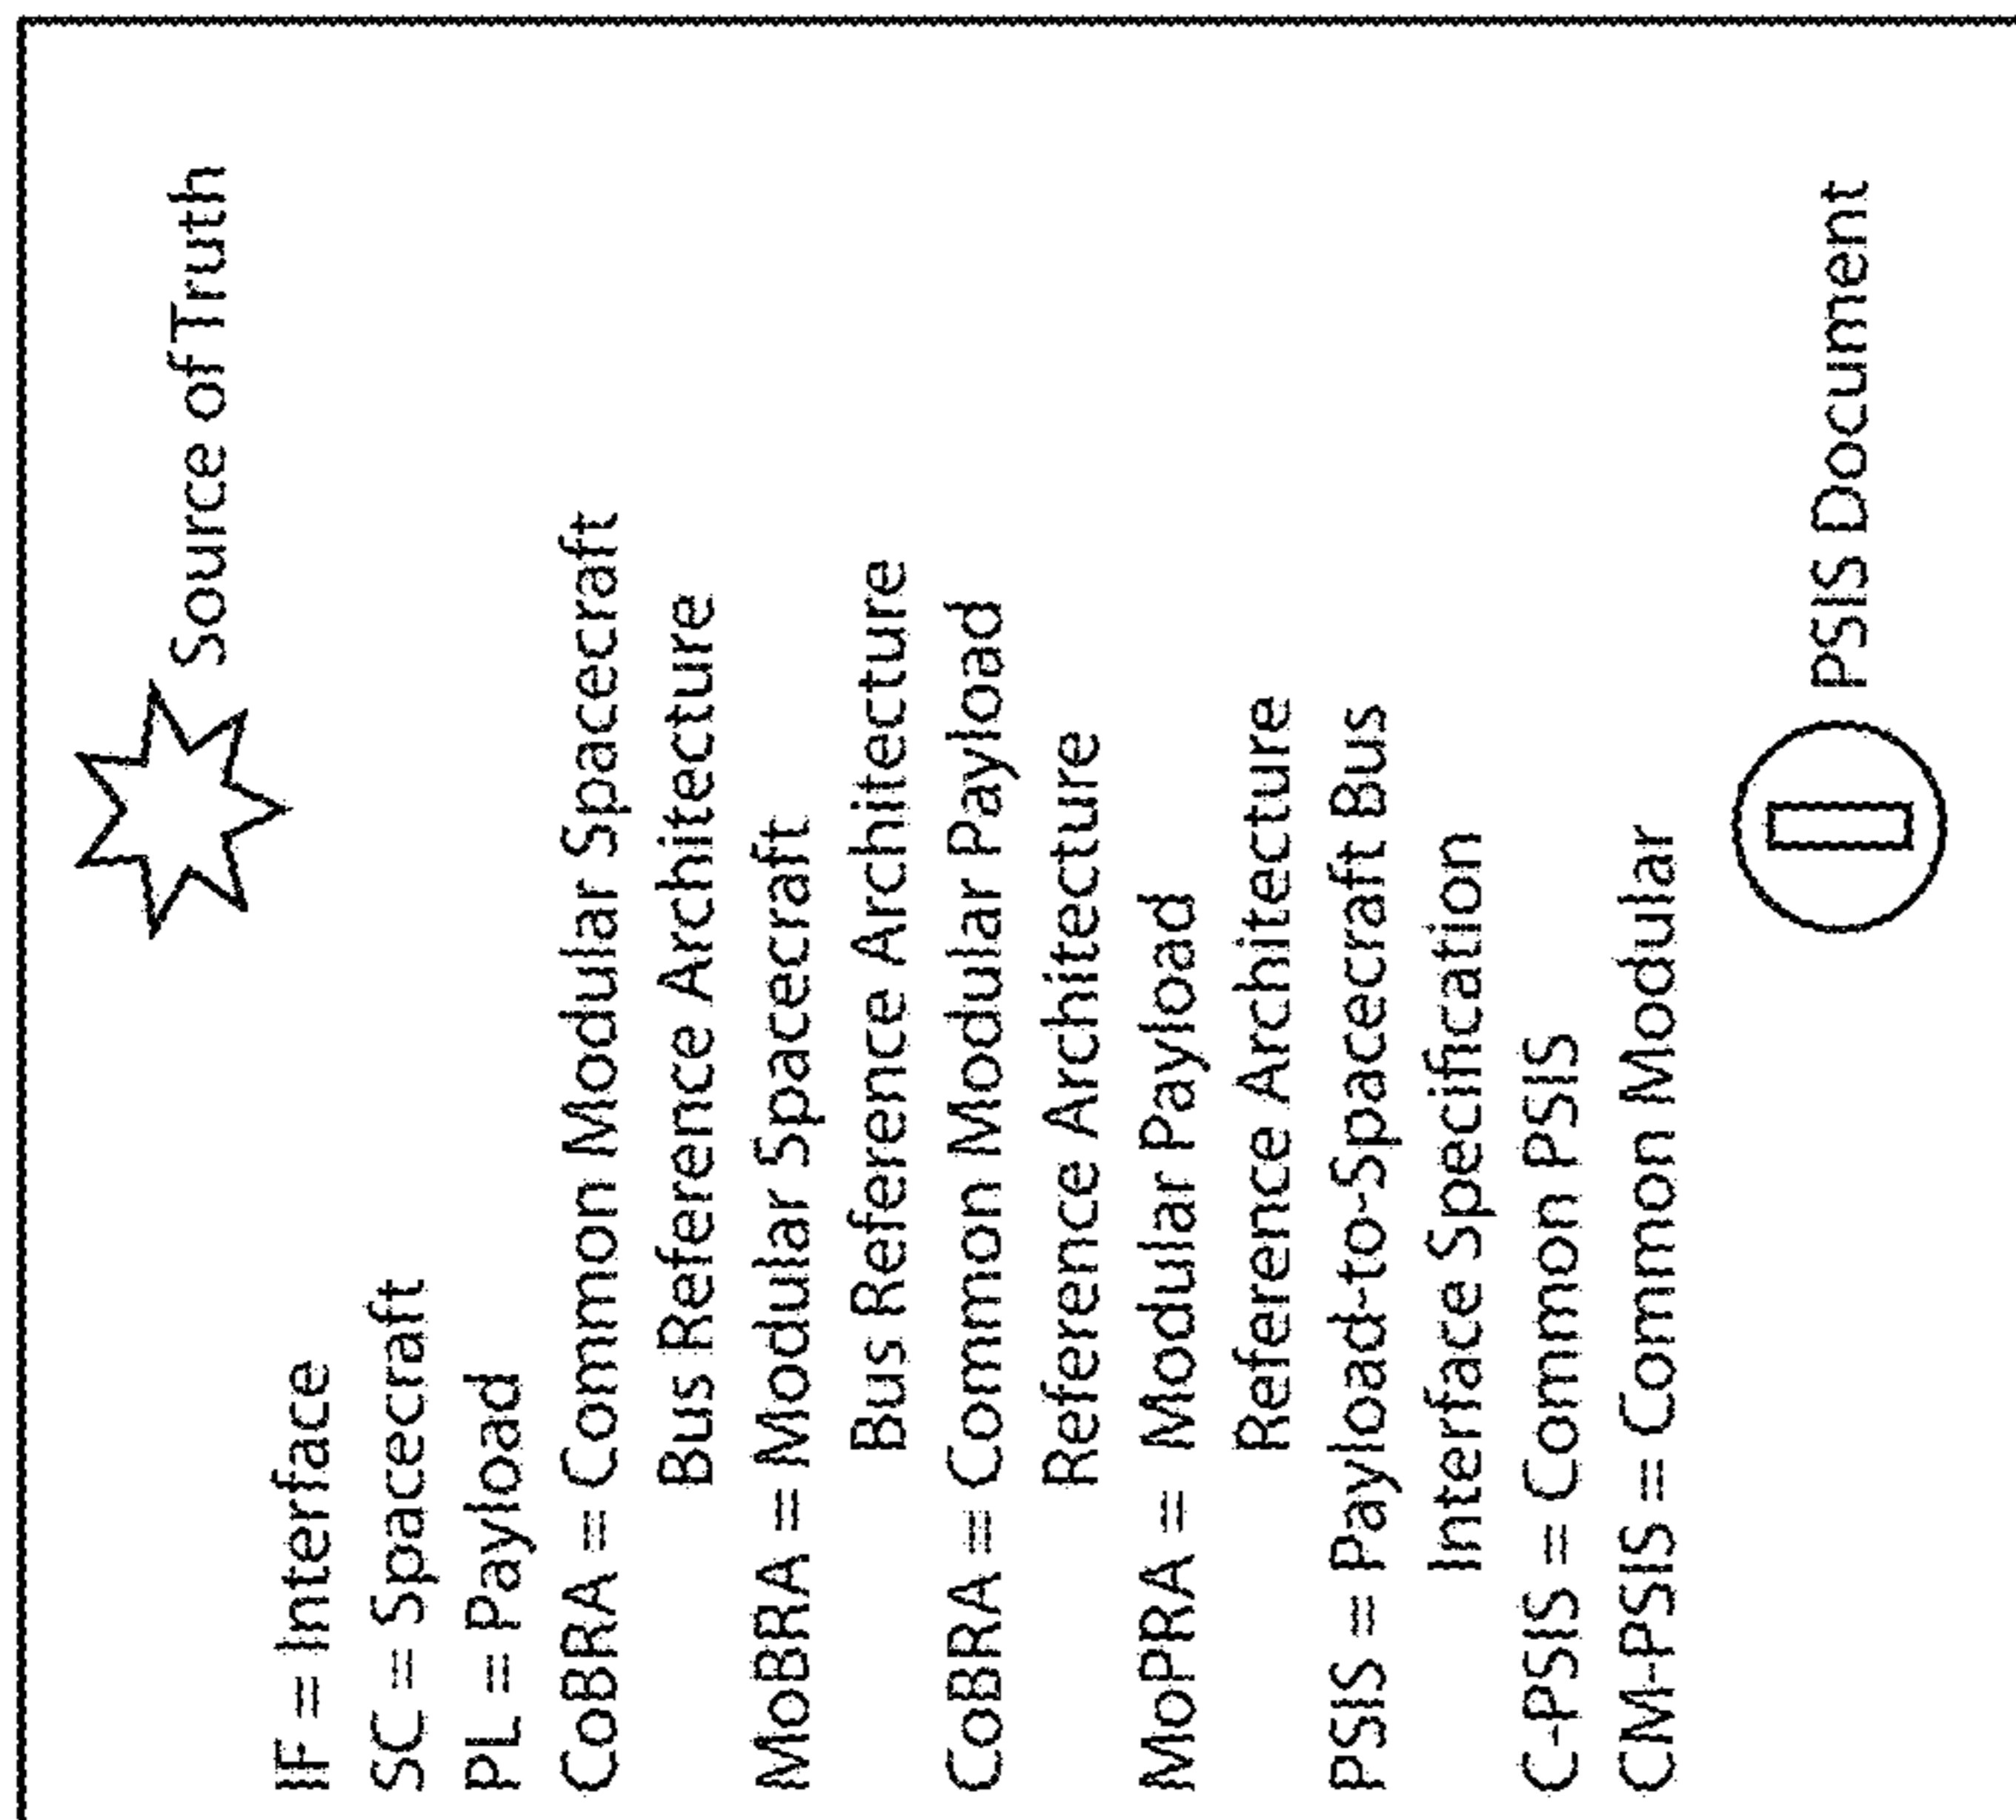 Source of Truth
IF = Interface
SC = Spacecraft
PL = Payload
CoBRA = Common Modular Spacecraft
Bus Reference Architecture
MoBRA = Modular Spacecraft
Bus Reference Architecture
CoBRA = Common Modular Payload
Reference Architecture
MoPRA = Modular Payload
Reference Architecture
PSIS = Payload-to-Spacecraft Bus
Interface Specification
C-PSIS = Common PSIS
CM-PSIS = Common Modular
PSIS Document